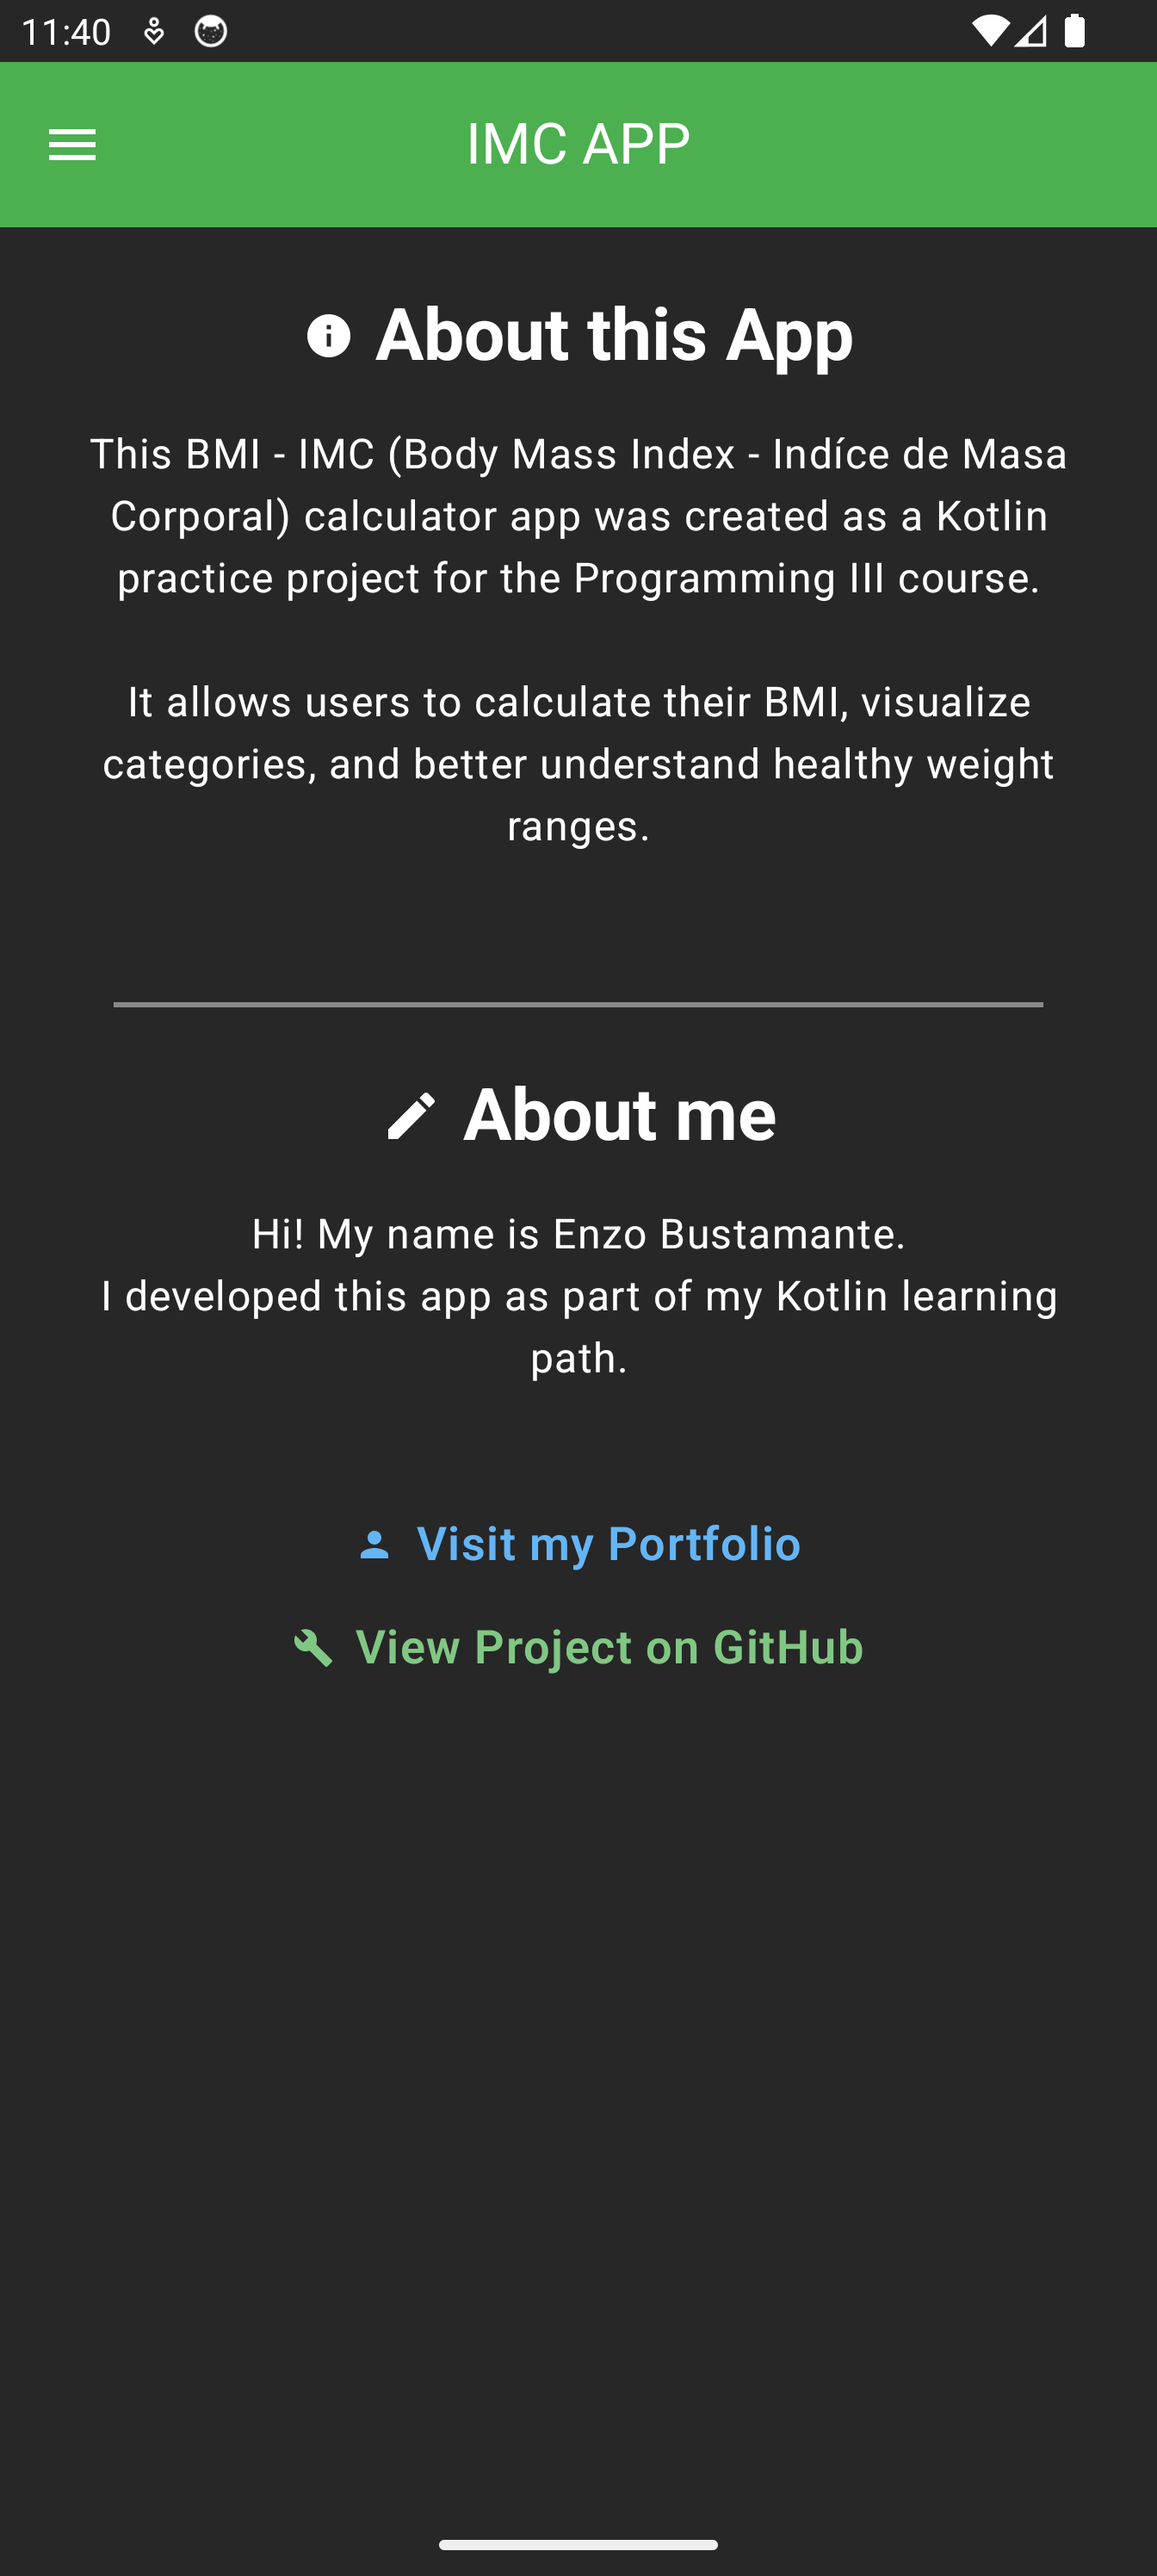 11:40
IMC APP
About this App
This BMI - IMC (Body Mass Index - Indíce de Masa
Corporal) calculator app was created as a Kotlin
practice project for the Programming III course.
It allows users to calculate their BMI, visualize
categories, and better understand healthy weight
ranges.
About me
Hi! My name is Enzo Bustamante.
I developed this app as part of my Kotlin learning
path.
Visit my Portfolio
View Project on GitHub